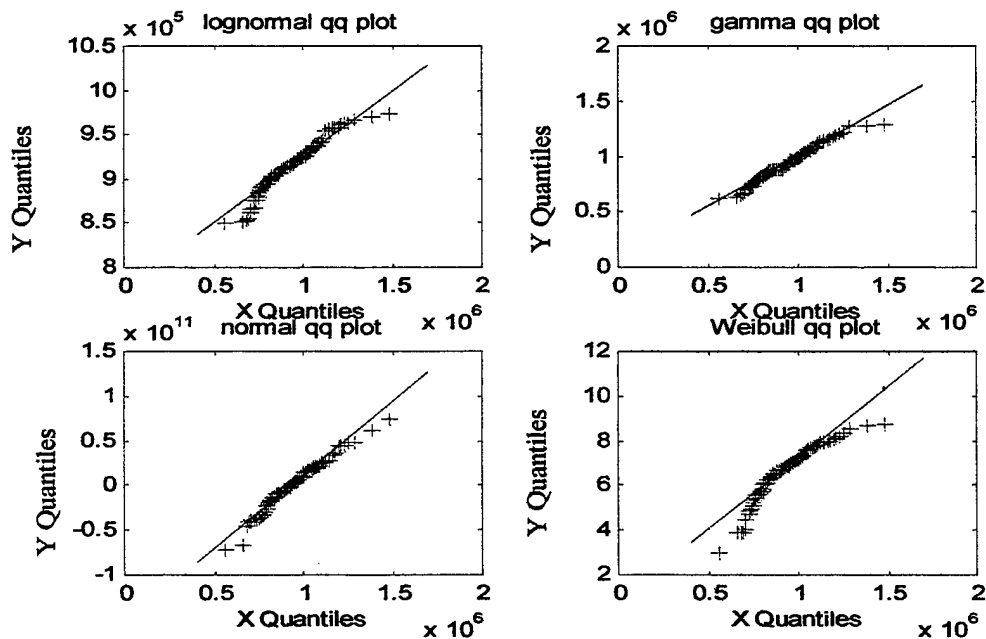 x 10^5
lognormal qq plot
10.5
10
9.5
9
8.5
8
Y Quantiles
0
0.5
1
1.5
2
X Quantiles
x 10^6
x 10^6
gamma qq plot
2
1.5
1
0.5
0
Y Quantiles
0
0.5
1
1.5
2
X Quantiles
x 10^6
x 10^11
normal qq plot
1.5
1
0.5
0
-0.5
-1
Y Quantiles
0
0.5
1
1.5
2
X Quantiles
x 10^6
Weibull qq plot
12
10
8
6
4
2
Y Quantiles
0
0.5
1
1.5
2
X Quantiles
x 10^6